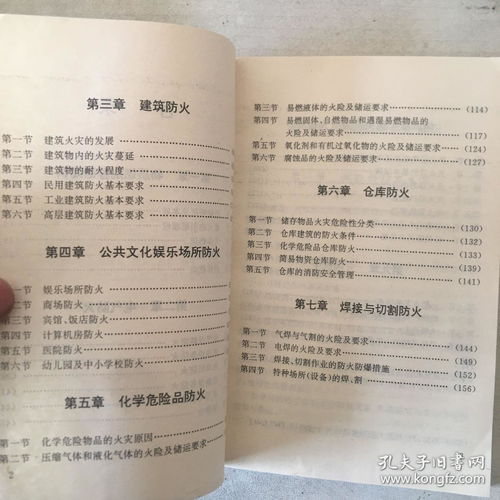 第三章 建筑防火
第一节 建筑火灾的发展
第二节 建筑物内的火灾蔓延
第三节 建筑物的耐火程度
第四节 民用建筑防火基本要求
第五节 工业建筑防火基本要求
第六节 高层建筑防火基本要求
第四章 公共文化娱乐场所防火
第一节 娱乐场所防火
第二节 商场防火
第三节 宾馆、饭店防火
第四节 计算机房防火
第五节 医院防火
第六节 幼儿园及中小学校防火
第五章 化学危险品防火
第一节 化学危险物品的火灾原因
第二节 压缩气体和液化气体的火险及储运要求
2
第三节 易燃液体的火险及储运要求 (114)
第四节 易燃固体、自燃物品和遇湿易燃物品的
火险及储运要求 (117)
第五节 氧化剂和有机过氧化物的火险及储运要求 (124)
第六节 腐蚀品的火险及储运要求 (127)
第六章 仓库防火
第一节 储存物品火灾危险性分类 (130)
第二节 仓库建筑的防火条件 (132)
第三节 化学危险品仓库防火 (133)
第四节 简易物资仓库防火 (139)
第五节 仓库的消防安全管理 (141)
第七章 焊接与切割防火
第一节 气焊与气割的火险及要求 (144)
第二节 电焊的火险及要求 (149)
第三节 焊接、切割作业的防火防爆措施 (152)
第四节 特种场所(设备)的焊、割 (156)
孔夫子旧书网
www.kongfz.com